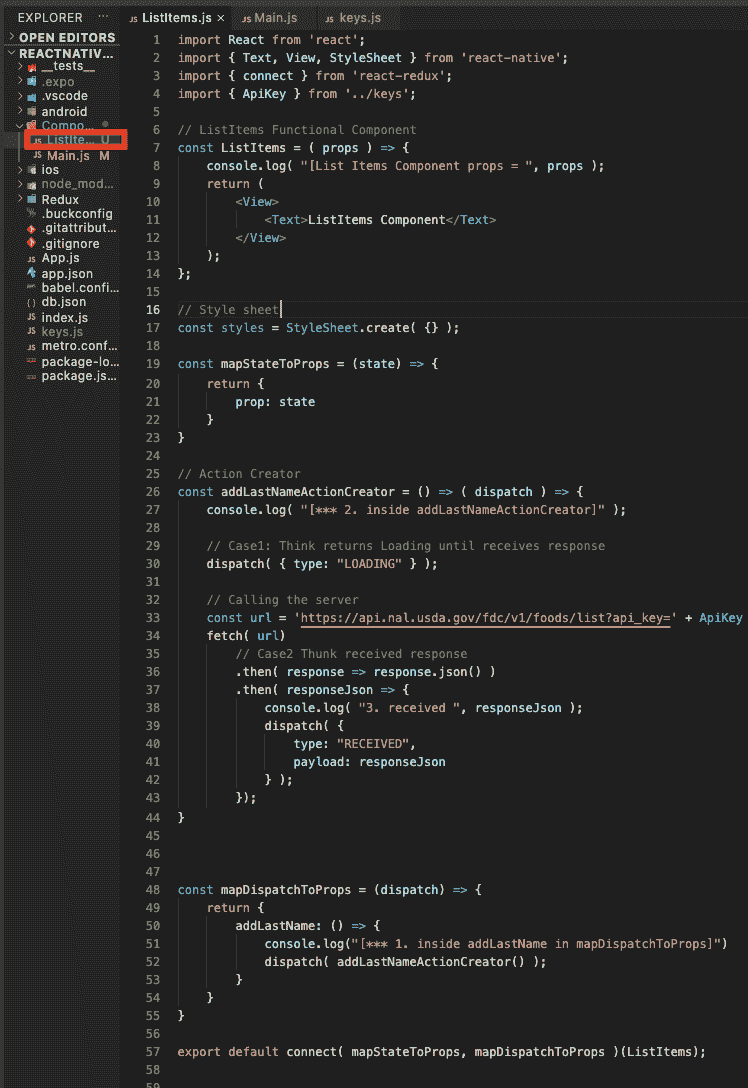 EXPLORER ...
OPEN EDITORS
REACTNATIV...
__tests__
.expo
.vscode
android
Compo...
ListIte... U
Main.js M
ios
node_mod...
Redux
.buckconfig
.gitattribut...
.gitignore
App.js
app.json
babel.confi...
db.json
index.js
keys.js
metro.conf...
package-lo...
package.js...
JS ListItems.js × JS Main.js JS keys.js
1 import React from 'react';
2 import { Text, View, StyleSheet } from 'react-native';
3 import { connect } from 'react-redux';
4 import { ApiKey } from '../keys';
5
6 // ListItems Functional Component
7 const ListItems = ( props ) => {
8 console.log( "[List Items Component props = ", props );
9 return (
10 <View>
11 <Text>ListItems Component</Text>
12 </View>
13 );
14 };
15
16 // Style sheet
17 const styles = StyleSheet.create( {} );
18
19 const mapStateToProps = (state) => {
20 return {
21 prop: state
22 }
23 }
24
25 // Action Creator
26 const addLastNameActionCreator = () => ( dispatch ) => {
27 console.log( "[*** 2. inside addLastNameActionCreator]" );
28
29 // Case1: Think returns Loading until receives response
30 dispatch( { type: "LOADING" } );
31
32 // Calling the server
33 const url = 'https://api.nal.usda.gov/fdc/v1/foods/list?api_key=' + ApiKey
34 fetch( url)
35 // Case2 Thunk received response
36 .then( response => response.json() )
37 .then( responseJson => {
38 console.log( "3. received ", responseJson );
39 dispatch( {
40 type: "RECEIVED",
41 payload: responseJson
42 } );
43 });
44 }
45
46
47
48 const mapDispatchToProps = (dispatch) => {
49 return {
50 addLastName: () => {
51 console.log("[*** 1. inside addLastName in mapDispatchToProps]")
52 dispatch( addLastNameActionCreator() );
53 }
54 }
55 }
56
57 export default connect( mapStateToProps, mapDispatchToProps )(ListItems);
58
59